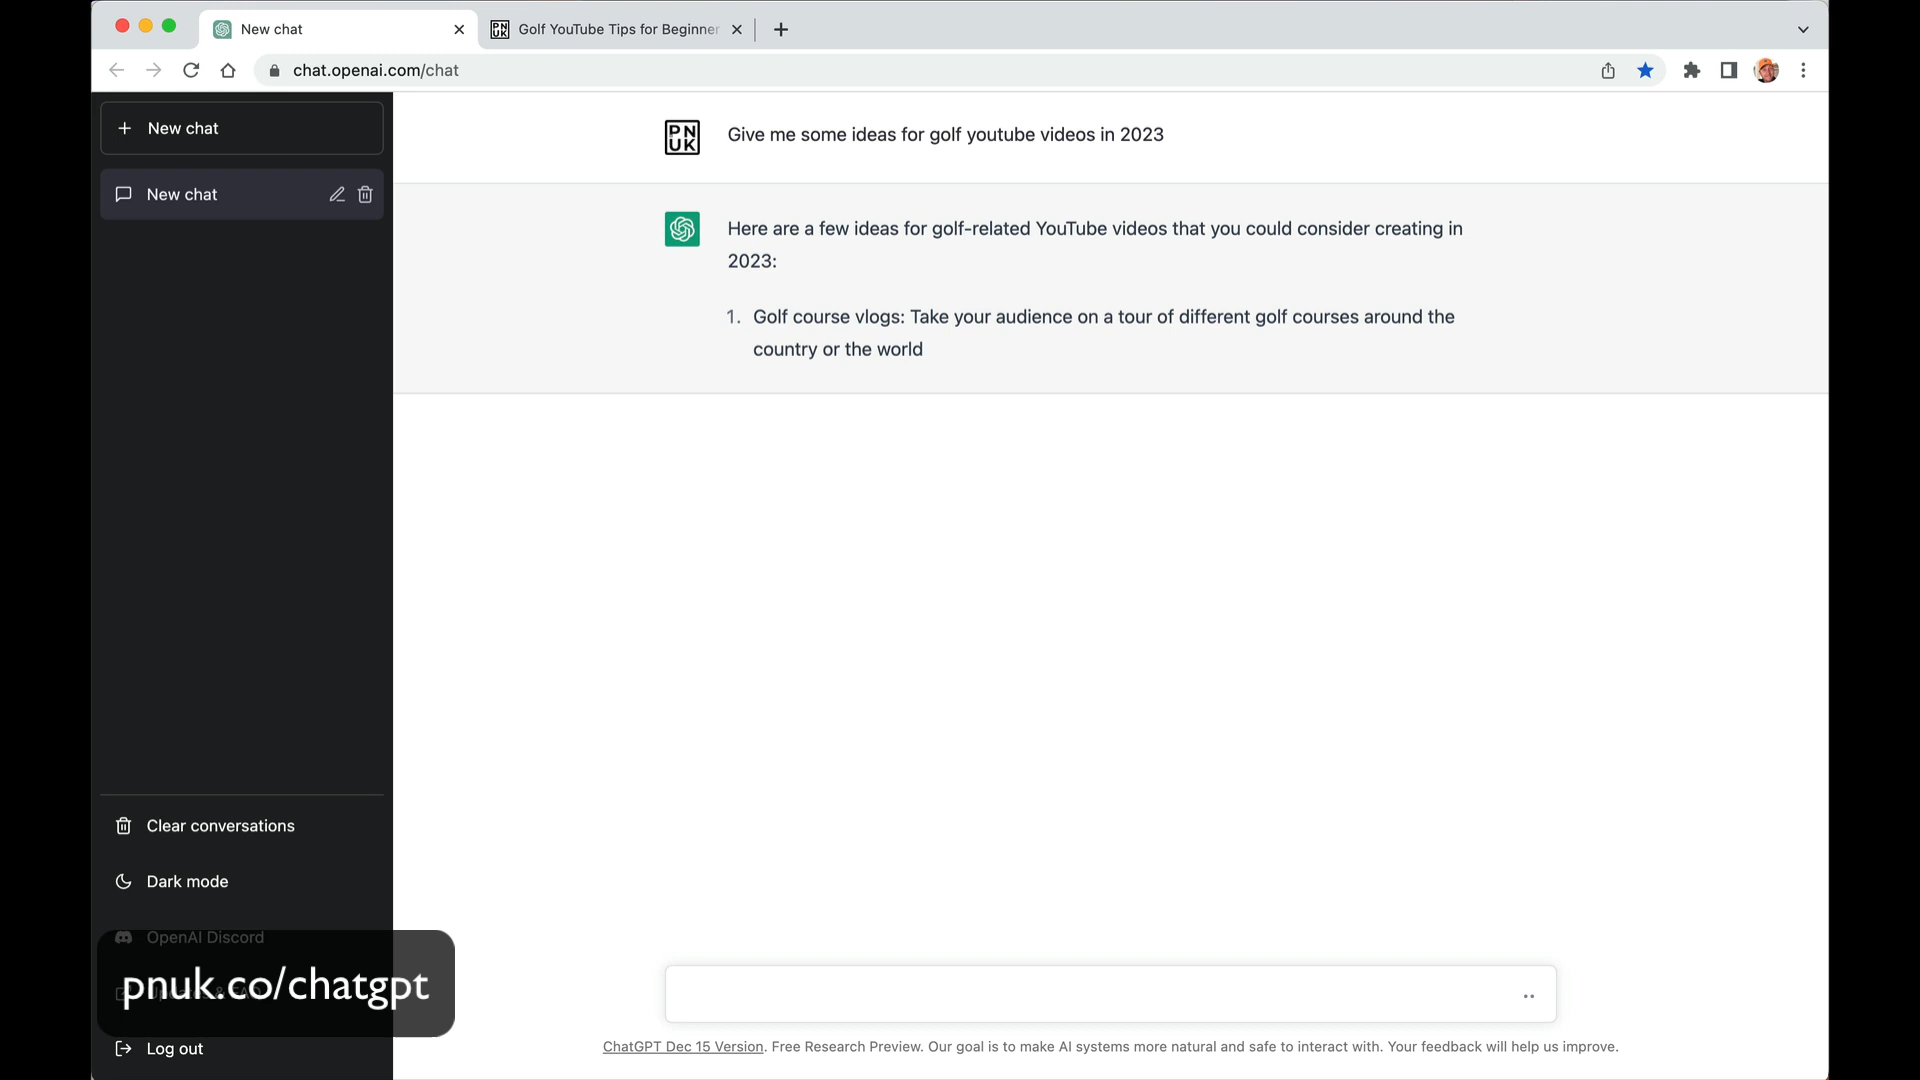 New chat
PN UK
Golf YouTube Tips for Beginner
chat.openai.com/chat
New chat
New chat
PN
UK
Give me some ideas for golf youtube videos in 2023
Here are a few ideas for golf-related YouTube videos that you could consider creating in
2023:
1. Golf course vlogs: Take your audience on a tour of different golf courses around the
country or the world
Clear conversations
Dark mode
OpenAI Discord
pnuk.co/chatgpt
Log out
ChatGPT Dec 15 Version. Free Research Preview. Our goal is to make AI systems more natural and safe to interact with. Your feedback will help us improve.